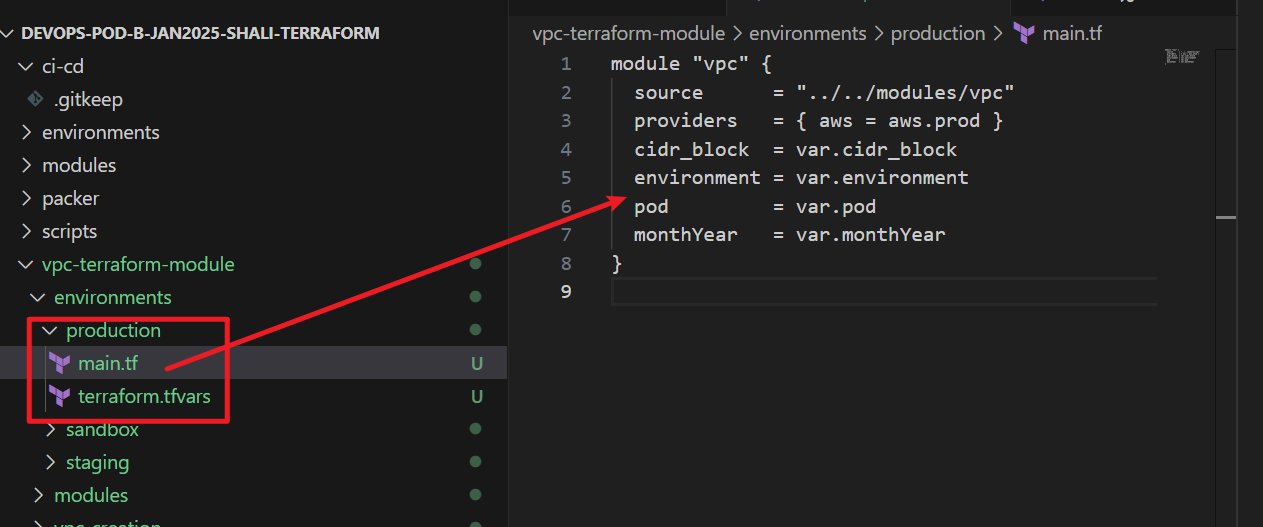 DEVOPS-POD-B-JAN2025-SHALI-TERRAFORM
ci-cd
.gitkeep
environments
modules
packer
scripts
vpc-terraform-module
environments
production
main.tf U
terraform.tfvars U
sandbox
staging
modules
vpc-creation
vpc-terraform-module > environments > production > main.tf
1 module "vpc" {
2 source = "../../modules/vpc"
3 providers = { aws = aws.prod }
4 cidr_block = var.cidr_block
5 environment = var.environment
6 pod = var.pod
7 monthYear = var.monthYear
8 }
9